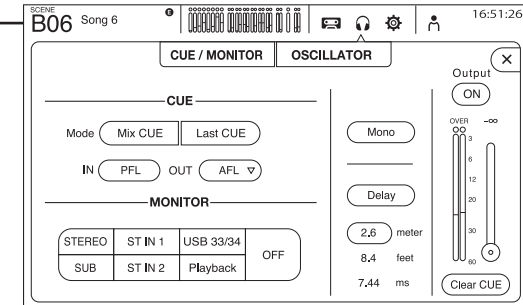 SCENE
B06 Song 6
E
16:51:26
CUE / MONITOR
OSCILLATOR
Output
ON
CUE
Mode Mix CUE Last CUE
IN PFL OUT AFL
MONITOR
STEREO ST IN 1 USB 33/34 OFF
SUB ST IN 2 Playback
Mono
Delay
2.6 meter
8.4 feet
7.44 ms
OVER -∞
3
6
12
20
30
60
Clear CUE